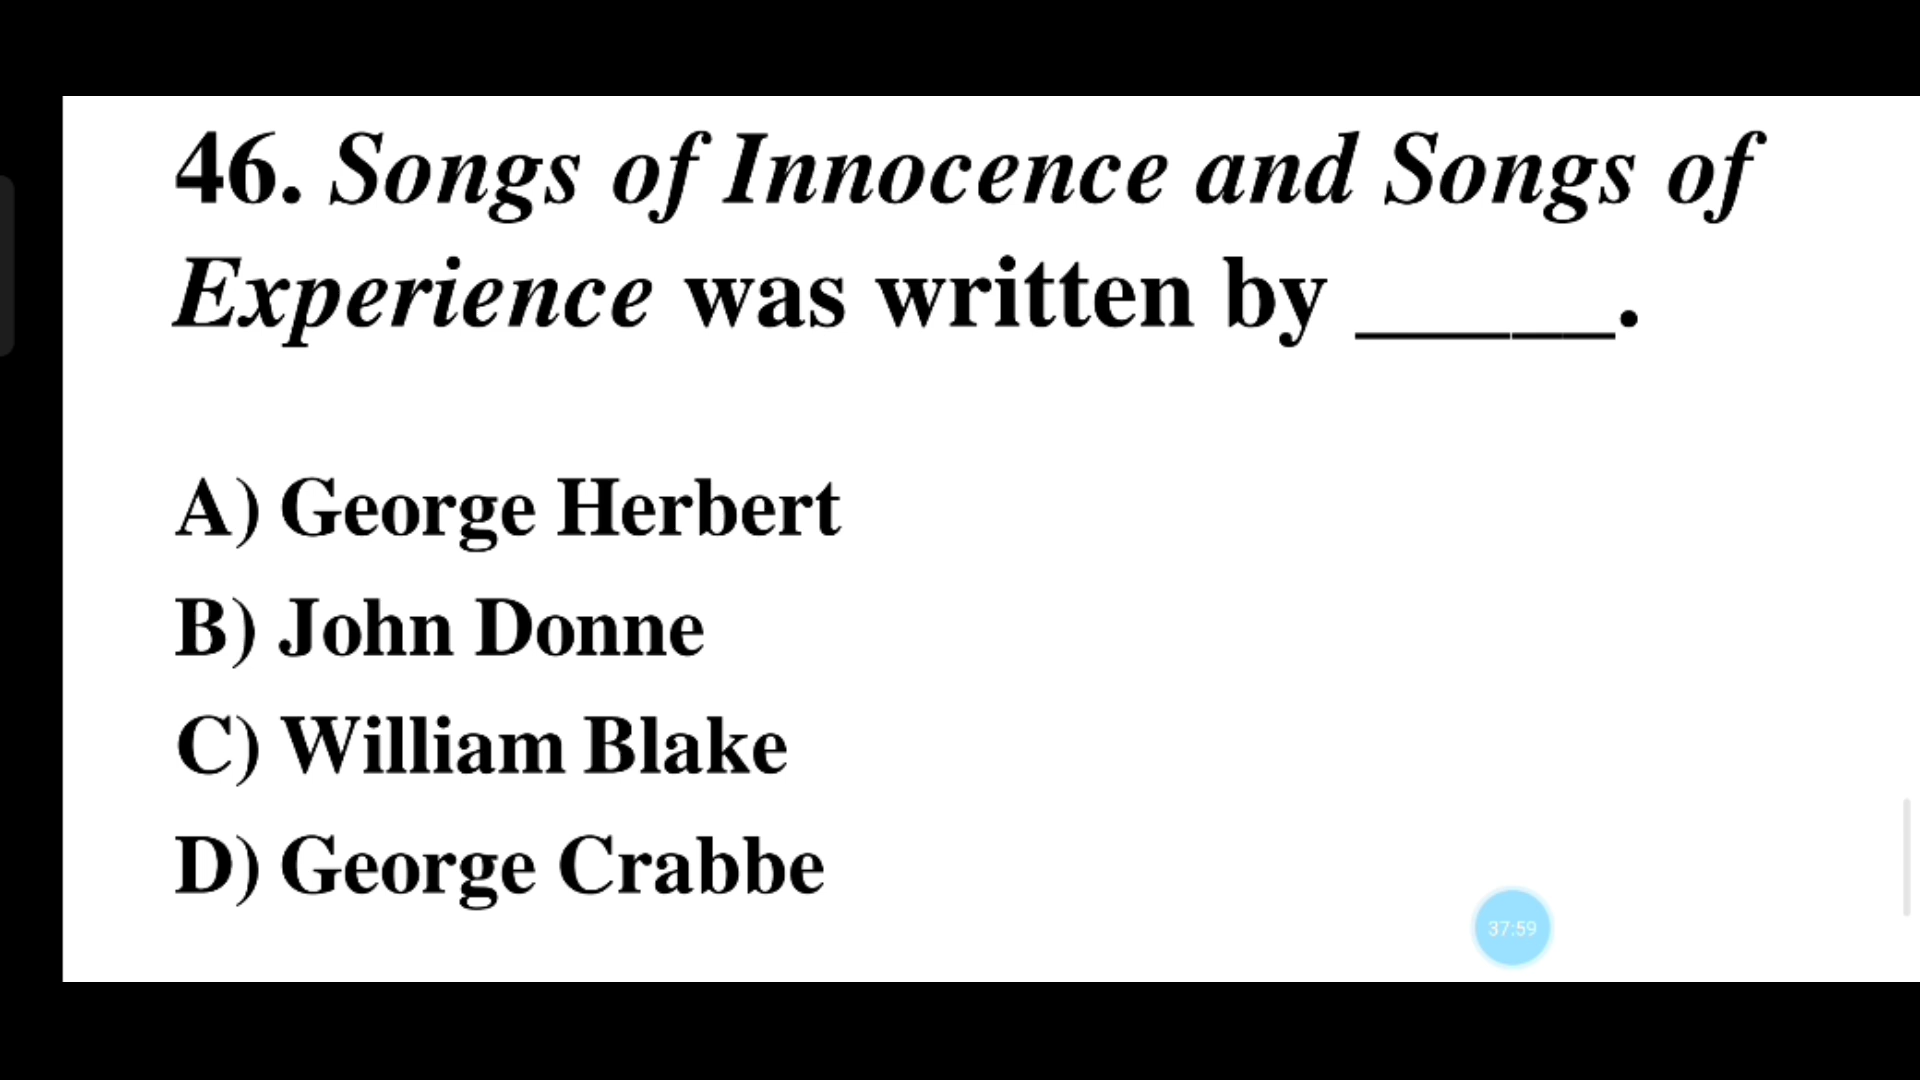 46. Songs of Innocence and Songs of
Experience was written by _____.
A) George Herbert
B) John Donne
C) William Blake
D) George Crabbe
37:59